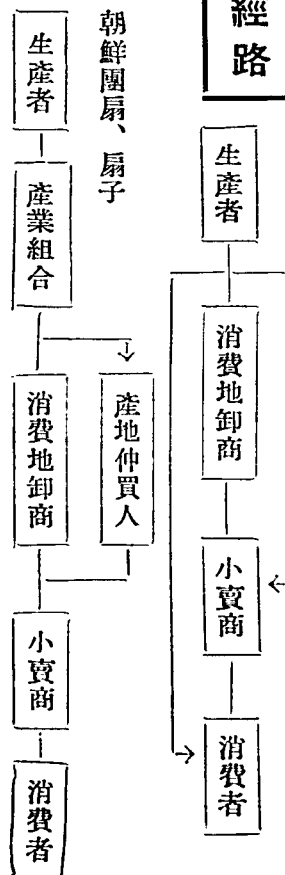 經路
生產者
消費地卸商
小賣商
消費者
朝鮮團扇、扇子
生產者
產業組合
產地仲買人
消費地卸商
小賣商
消費者